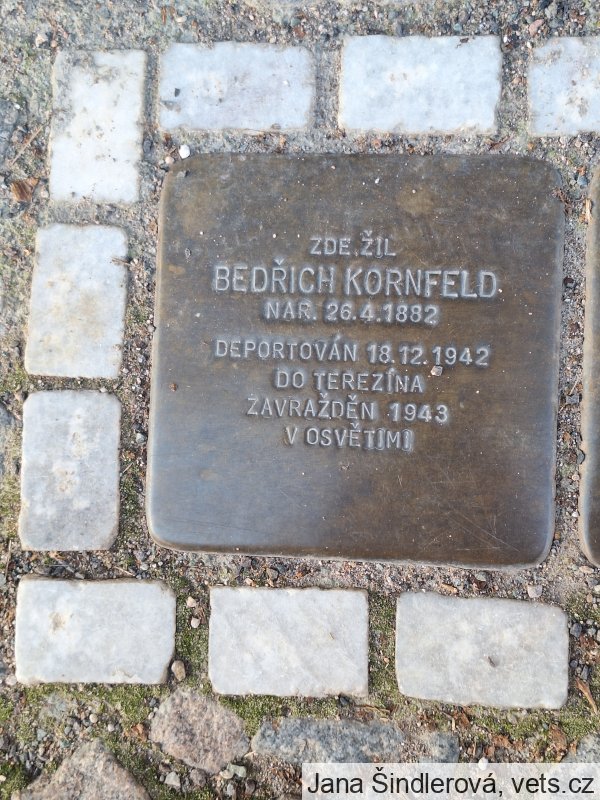 ZDE ŽIL
BEDŘICH KORNFELD
NAR. 26.4.1882
DEPORTOVÁN 18.12.1942
DO TEREZÍNA
ZAVRAŽDĚN 1943
V OSVĚTIMI
Jana Šindlerová, vets.cz